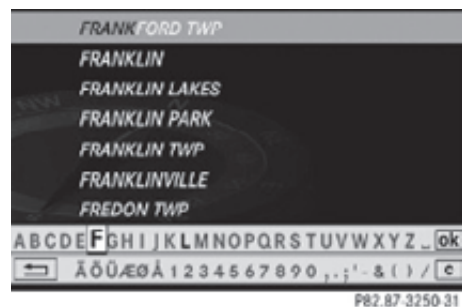 FRANKFORD TWP
FRANKLIN
FRANKLIN LAKES
FRANKLIN PARK
FRANKLIN TWP
FRANKLINVILLE
FREDON TWP
ABCDEFGHIJKLMNOPQRSTUVWXYZ_ ok
ÄÖÜÆØÅ1234567890,.;'-&()/ c
P82.87-3250-31